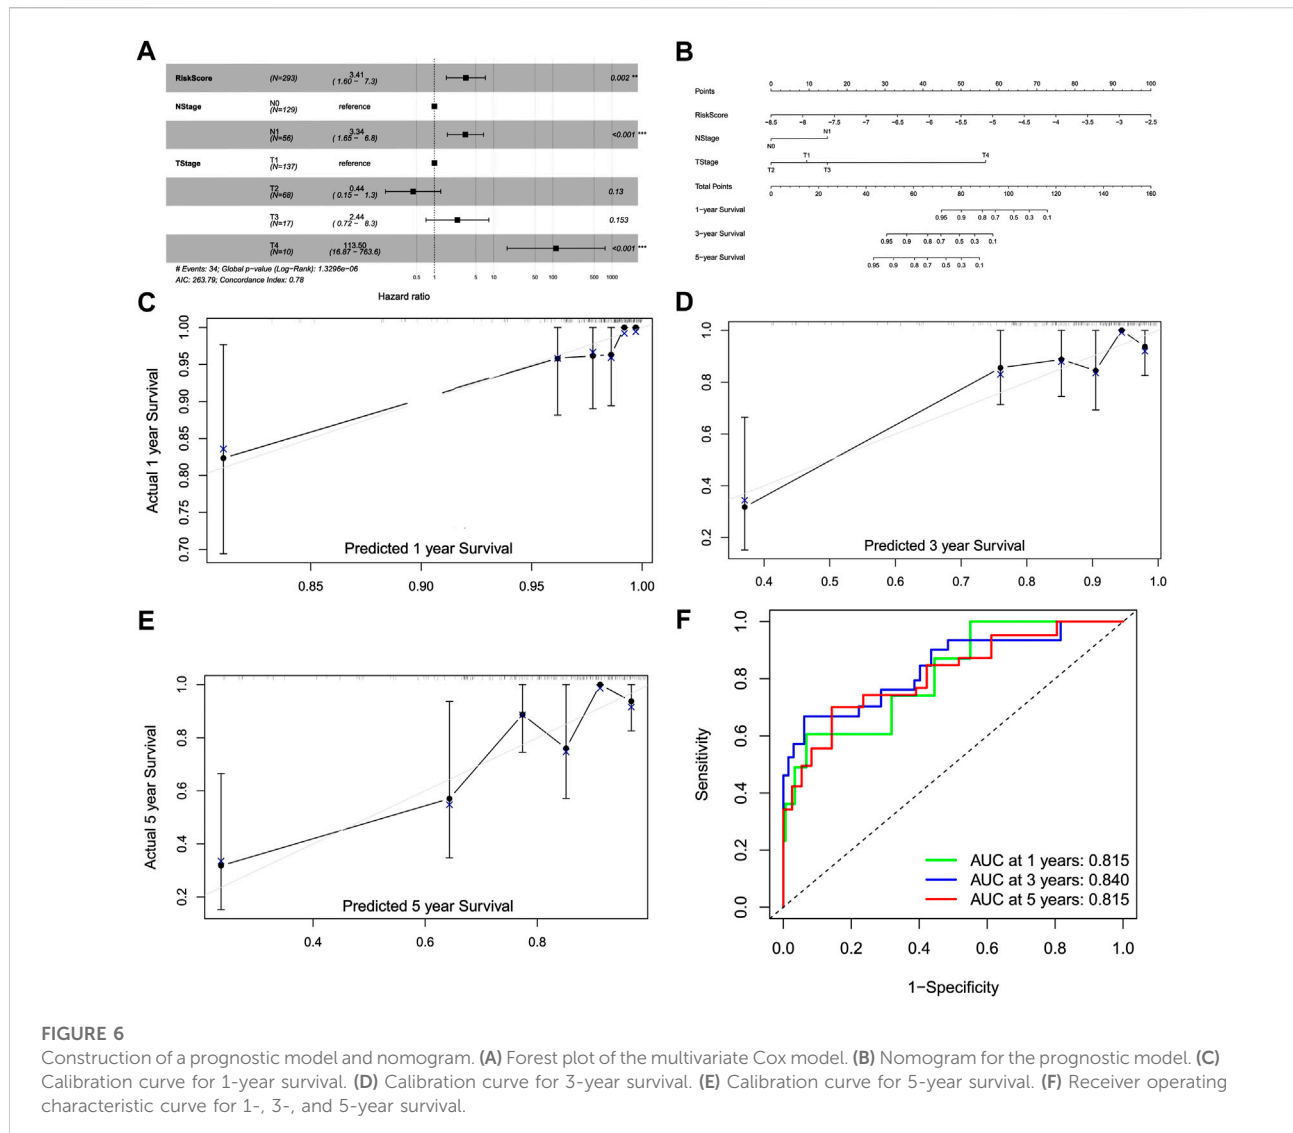 A
RiskScore (N=293) 3.41 (1.60 − 7.3) 0.002 **
NStage N0 (N=129) reference
N1 (N=56) 3.34 (1.65 − 6.8) <0.001 ***
TStage T1 (N=137) reference
T2 (N=68) 0.44 (0.15 − 1.3) 0.13
T3 (N=17) 2.44 (0.72 − 8.3) 0.153
T4 (N=10) 113.50 (16.87 − 763.6) <0.001 ***
# Events: 34; Global p−value (Log−Rank): 1.3296e−06
AIC: 263.79; Concordance Index: 0.78
0.5 1 5 10 50 100 500 1000
Hazard ratio
B
0 10 20 30 40 50 60 70 80 90 100
Points
RiskScore
−8.5 −8 −7.5 −7 −6.5 −6 −5.5 −5 −4.5 −4 −3.5 −3 −2.5
N1
NStage
N0
T1 T4
TStage
T2 T3
Total Points
0 20 40 60 80 100 120 140 160
1−year Survival
0.95 0.9 0.8 0.7 0.5 0.3 0.1
3−year Survival
0.95 0.9 0.8 0.7 0.5 0.3 0.1
5−year Survival
0.95 0.9 0.8 0.7 0.5 0.3 0.1
C
Actual 1 year Survival
1.00
0.95
0.90
0.85
0.80
0.75
0.70
Predicted 1 year Survival
0.85 0.90 0.95 1.00
D
Actual 3 year Survival
1.0
0.8
0.6
0.4
0.2
Predicted 3 year Survival
0.4 0.5 0.6 0.7 0.8 0.9 1.0
E
Actual 5 year Survival
1.0
0.8
0.6
0.4
0.2
Predicted 5 year Survival
0.4 0.6 0.8
F
Sensitivity
1.0
0.8
0.6
0.4
0.2
0.0
AUC at 1 years: 0.815
AUC at 3 years: 0.840
AUC at 5 years: 0.815
0.0 0.2 0.4 0.6 0.8 1.0
1−Specificity
FIGURE 6
Construction of a prognostic model and nomogram. (A) Forest plot of the multivariate Cox model. (B) Nomogram for the prognostic model. (C)
Calibration curve for 1-year survival. (D) Calibration curve for 3-year survival. (E) Calibration curve for 5-year survival. (F) Receiver operating
characteristic curve for 1-, 3-, and 5-year survival.